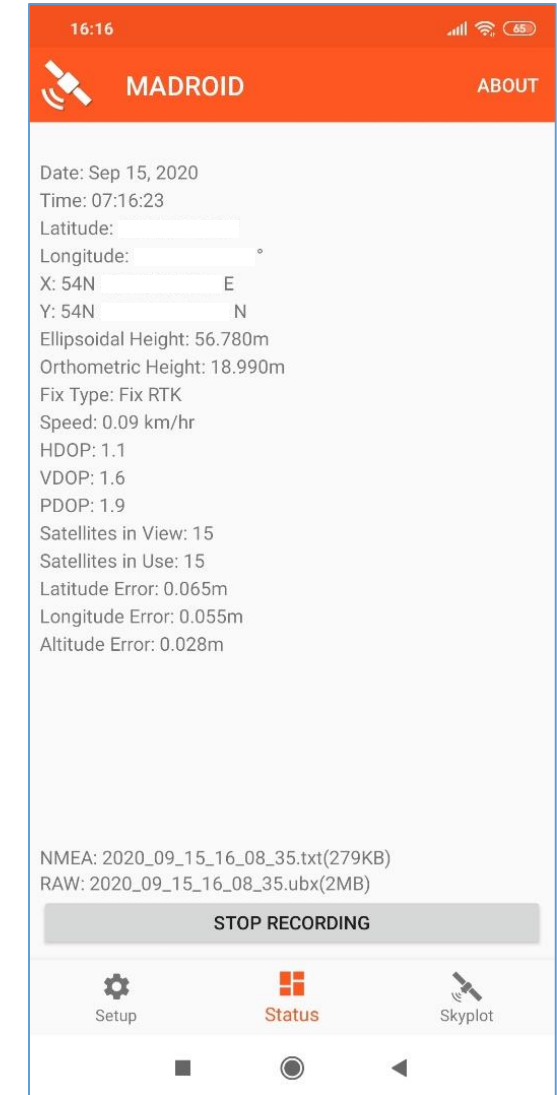 16:16 65
MADROID ABOUT
Date: Sep 15, 2020
Time: 07:16:23
Latitude:
Longitude: °
X: 54N E
Y: 54N N
Ellipsoidal Height: 56.780m
Orthometric Height: 18.990m
Fix Type: Fix RTK
Speed: 0.09 km/hr
HDOP: 1.1
VDOP: 1.6
PDOP: 1.9
Satellites in View: 15
Satellites in Use: 15
Latitude Error: 0.065m
Longitude Error: 0.055m
Altitude Error: 0.028m
NMEA: 2020_09_15_16_08_35.txt(279KB)
RAW: 2020_09_15_16_08_35.ubx(2MB)
STOP RECORDING
Setup Status Skyplot